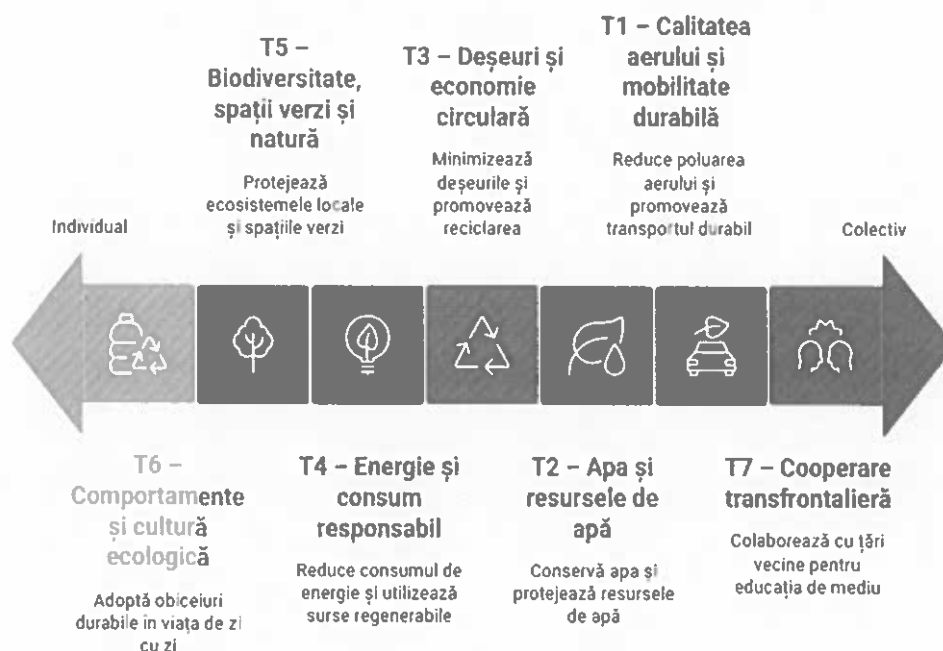 T5 –
Biodiversitate,
spații verzi și
natură
Protejează
ecosistemele locale
și spațiile verzi
T3 – Deșeuri și
economie
circulară
Minimizează
deșeurile și
promovează
reciclarea
T1 – Calitatea
aerului și
mobilitate
durabilă
Reduce poluarea
aerului și
promovează
transportul durabil
Individual
Colectiv
T6 –
Comportamente
și cultură
ecologică
Adoptă obiceiuri
durabile in viața de zi
cu zi
T4 – Energie și
consum
responsabil
Reduce consumul de
energie și utilizează
surse regenerabile
T2 – Apa și
resursele de
apă
Conservă apa și
protejează resursele
de apă
T7 – Cooperare
transfrontalieră
Colaborează cu țări
vecine pentru
educația de mediu